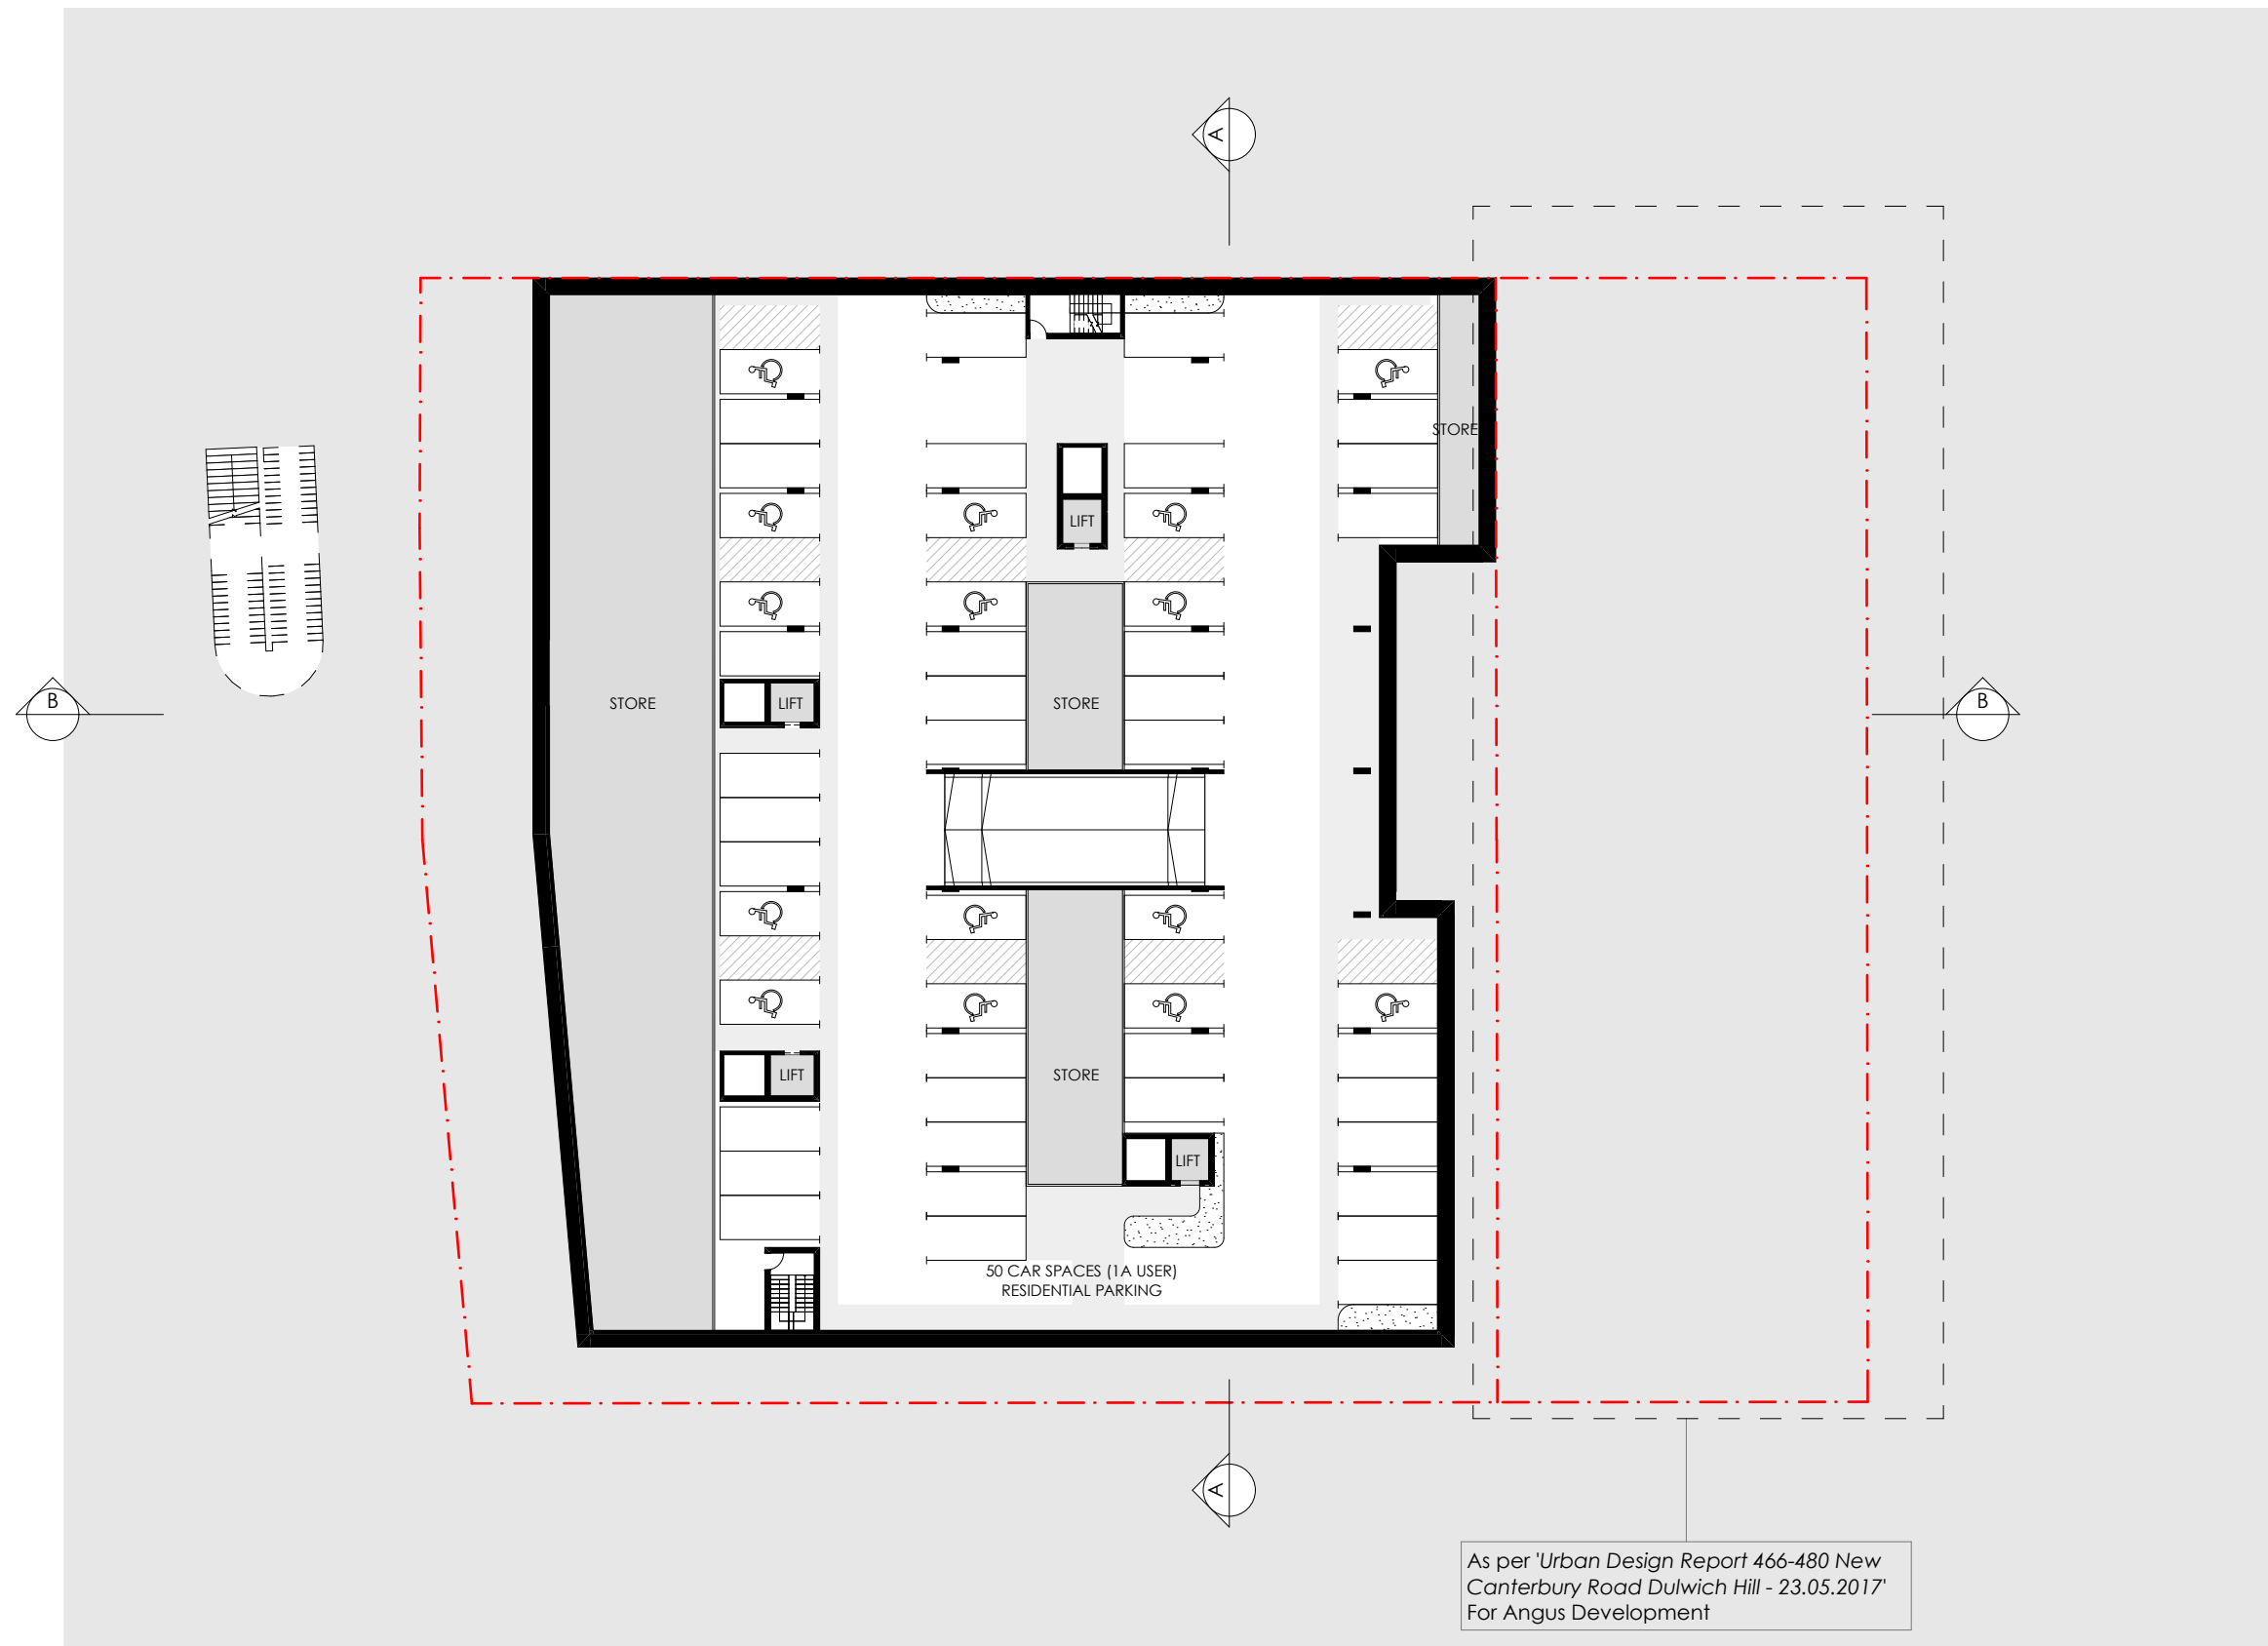 A
STORE
LIFT
B
STORE
LIFT
STORE
B
STORE
LIFT
LIFT
50 CAR SPACES (1A USER)
RESIDENTIAL PARKING
A
As per 'Urban Design Report 466-480 New
Canterbury Road Dulwich Hill - 23.05.2017'
For Angus Development